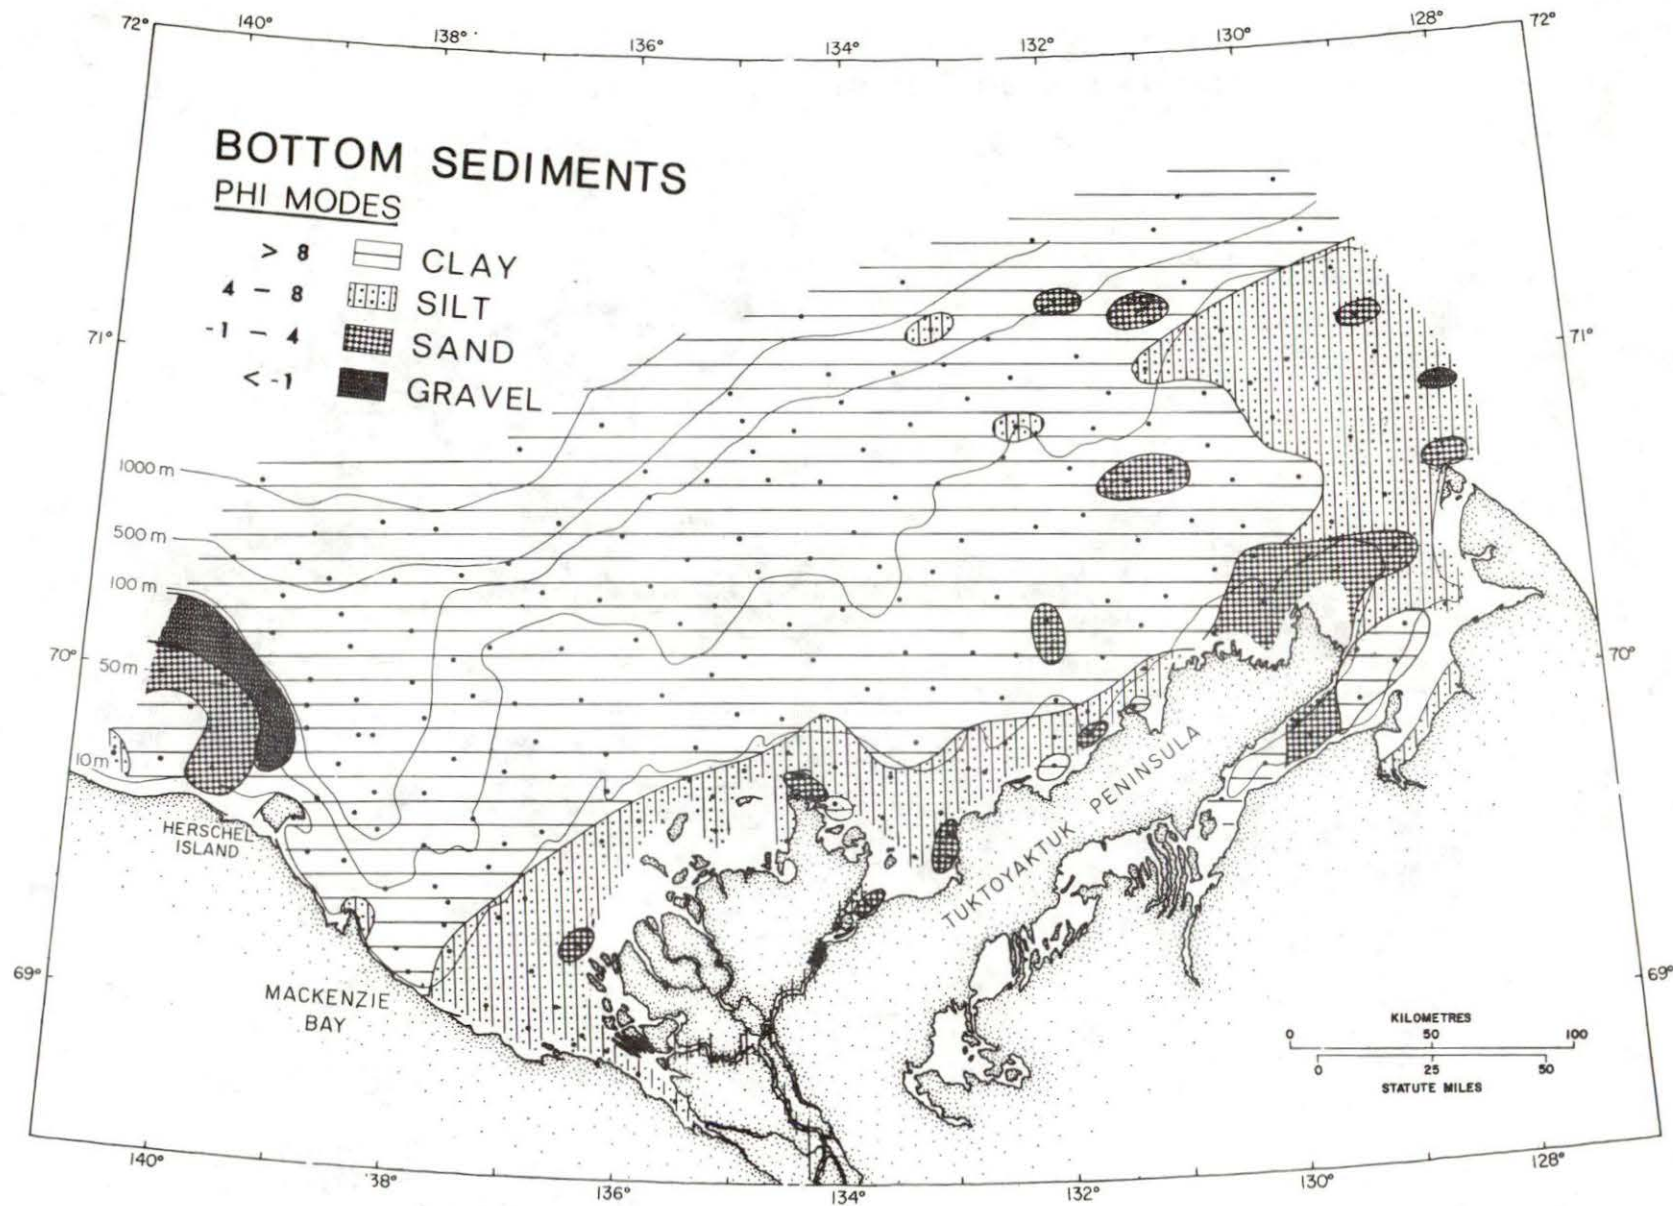 72° 140° 138° 136° 134° 132° 130° 128° 72°
BOTTOM SEDIMENTS
PHI MODES
> 8 CLAY
4 - 8 SILT
-1 - 4 SAND
< -1 GRAVEL
71° 71°
1000 m
500 m
100 m
70° 70°
50 m
10m
HERSCHEL
ISLAND
TUKTOYAKTUK PENINSULA
69° 69°
MACKENZIE
BAY
KILOMETRES
0 50 100
0 25 50
STATUTE MILES
140° 138° 136° 134° 132° 130° 128°